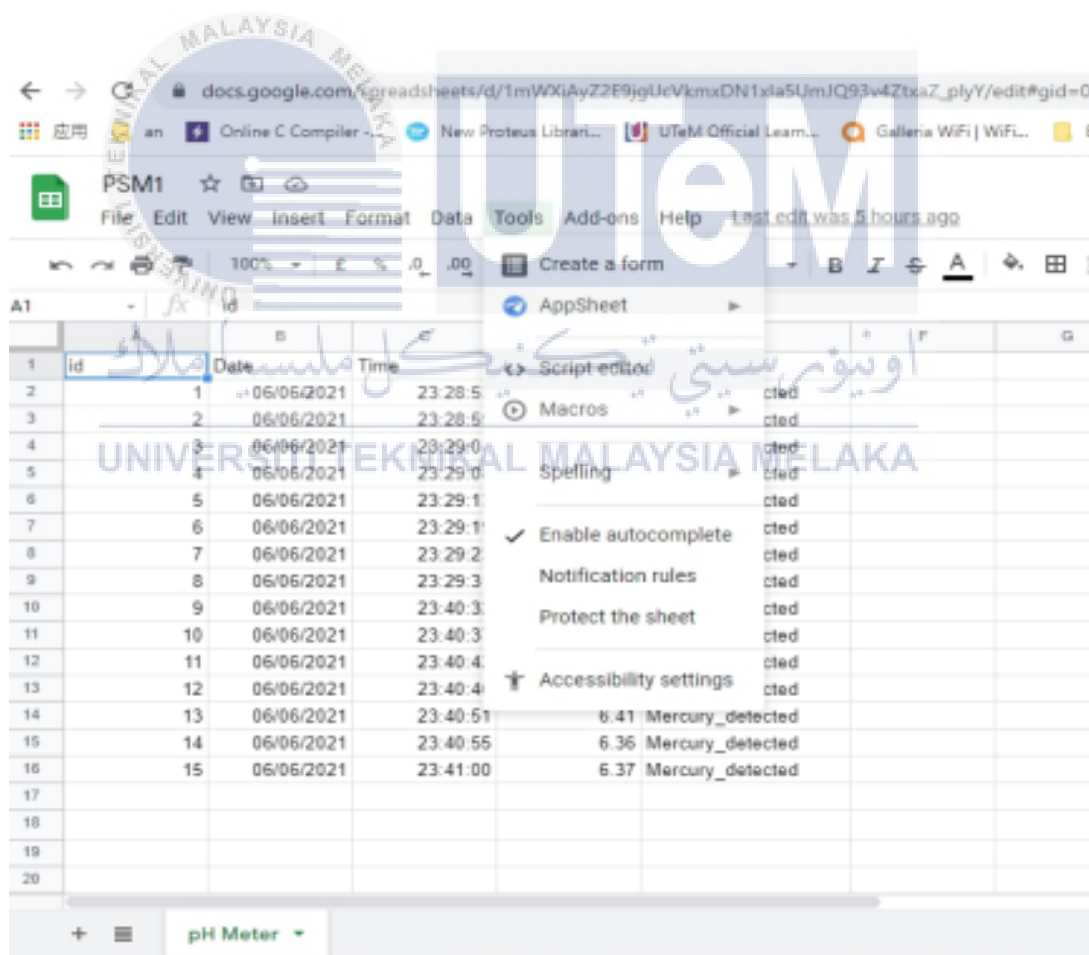 UNIVERSITI TEKNIKAL MALAYSIA MELAKA
UTeM
اونيۏرسيتي تيكنيكل مليسيا ملاك
UNIVERSITI TEKNIKAL MALAYSIA MELAKA
docs.google.com/spreadsheets/d/
应用
an
Online C Compiler -...
New Proteus Librari...
UTeM Official Learn...
Galleria WiFi | WiFi...
PSM1
File Edit View Insert Format Data Tools Add-ons Help Last edit was 5 hours ago
100% £ % .0 .00 B I S A
Create a form
AppSheet
Script editor
Macros
Spelling
Enable autocomplete
Notification rules
Protect the sheet
Accessibility settings
A1 fx id
A B C F G
1 id Date Time
2 1 06/06/2021 23:28:5 cted
3 2 06/06/2021 23:28:5 cted
4 3 06/06/2021 23:29:0 cted
5 4 06/06/2021 23:29:0 cted
6 5 06/06/2021 23:29:1 cted
7 6 06/06/2021 23:29:1 cted
8 7 06/06/2021 23:29:2 cted
9 8 06/06/2021 23:29:3 cted
10 9 06/06/2021 23:40:3 cted
11 10 06/06/2021 23:40:3 cted
12 11 06/06/2021 23:40:4 cted
13 12 06/06/2021 23:40:4 cted
14 13 06/06/2021 23:40:51 6.41 Mercury_detected
15 14 06/06/2021 23:40:55 6.36 Mercury_detected
16 15 06/06/2021 23:41:00 6.37 Mercury_detected
17
18
19
20
pH Meter